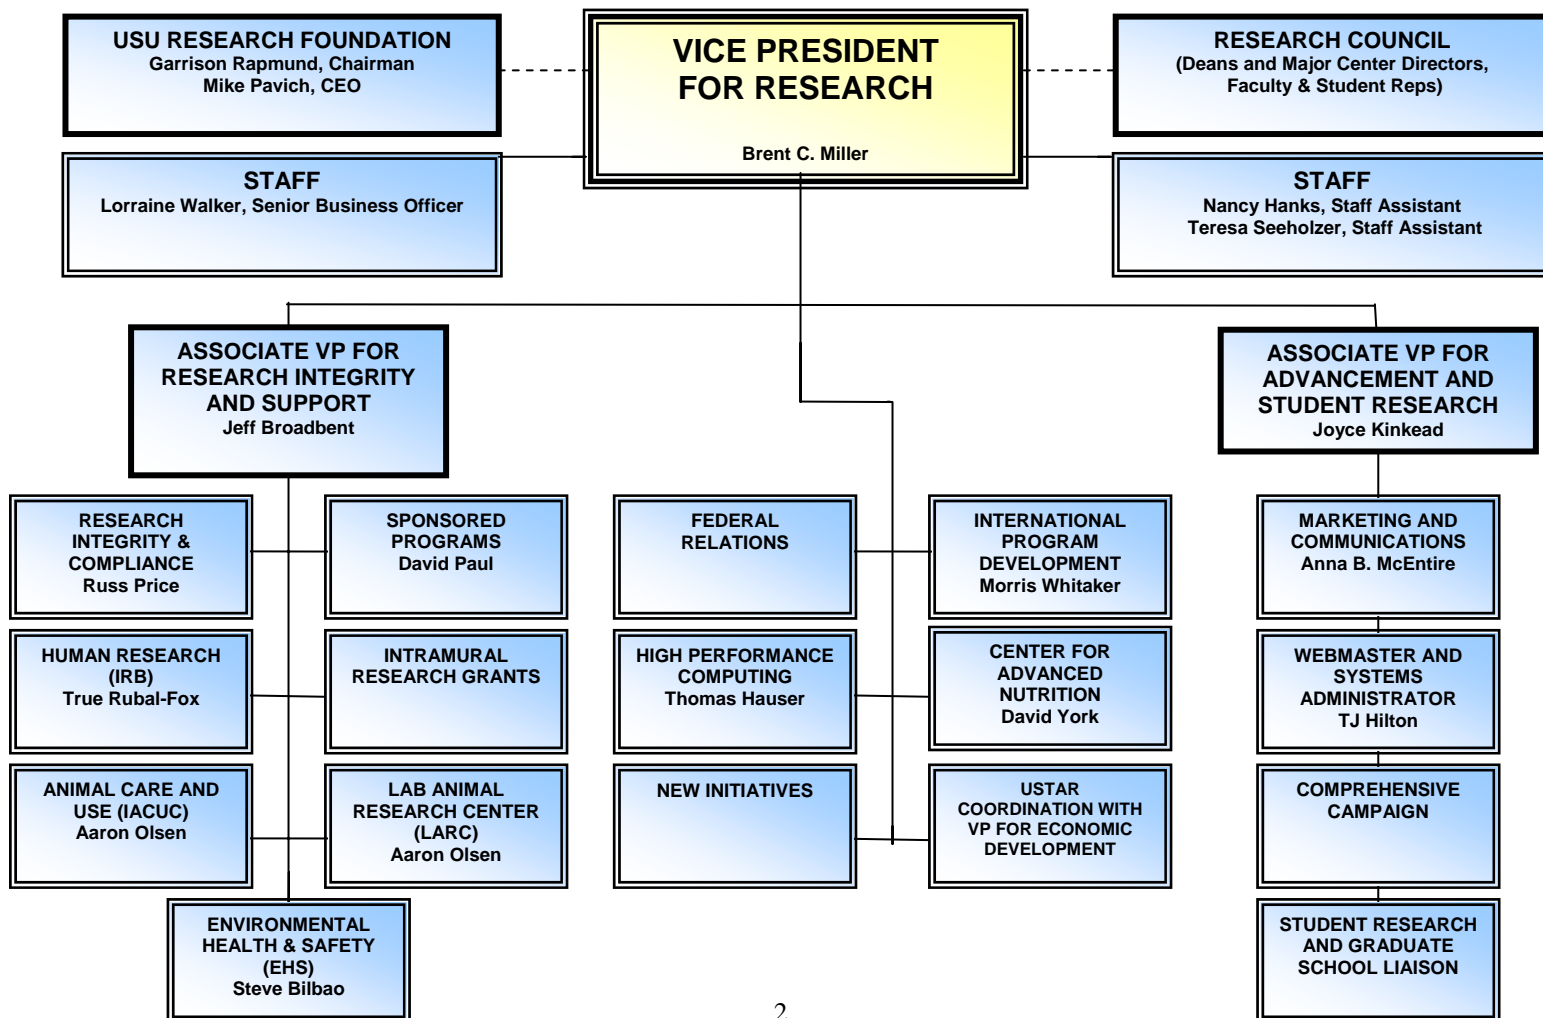 USU RESEARCH FOUNDATION
Garrison Rapmund, Chairman
Mike Pavich, CEO
VICE PRESIDENT
FOR RESEARCH
Brent C. Miller
RESEARCH COUNCIL
(Deans and Major Center Directors,
Faculty & Student Reps)
STAFF
Lorraine Walker, Senior Business Officer
STAFF
Nancy Hanks, Staff Assistant
Teresa Seeholzer, Staff Assistant
ASSOCIATE VP FOR
RESEARCH INTEGRITY
AND SUPPORT
Jeff Broadbent
ASSOCIATE VP FOR
ADVANCEMENT AND
STUDENT RESEARCH
Joyce Kinkead
RESEARCH
INTEGRITY &
COMPLIANCE
Russ Price
SPONSORED
PROGRAMS
David Paul
FEDERAL
RELATIONS
INTERNATIONAL
PROGRAM
DEVELOPMENT
Morris Whitaker
MARKETING AND
COMMUNICATIONS
Anna B. McEntire
HUMAN RESEARCH
(IRB)
True Rubal-Fox
INTRAMURAL
RESEARCH GRANTS
HIGH PERFORMANCE
COMPUTING
Thomas Hauser
CENTER FOR
ADVANCED
NUTRITION
David York
WEBMASTER AND
SYSTEMS
ADMINISTRATOR
TJ Hilton
ANIMAL CARE AND
USE (IACUC)
Aaron Olsen
LAB ANIMAL
RESEARCH CENTER
(LARC)
Aaron Olsen
NEW INITIATIVES
USTAR
COORDINATION WITH
VP FOR ECONOMIC
DEVELOPMENT
COMPREHENSIVE
CAMPAIGN
ENVIRONMENTAL
HEALTH & SAFETY
(EHS)
Steve Bilbao
STUDENT RESEARCH
AND GRADUATE
SCHOOL LIAISON
2